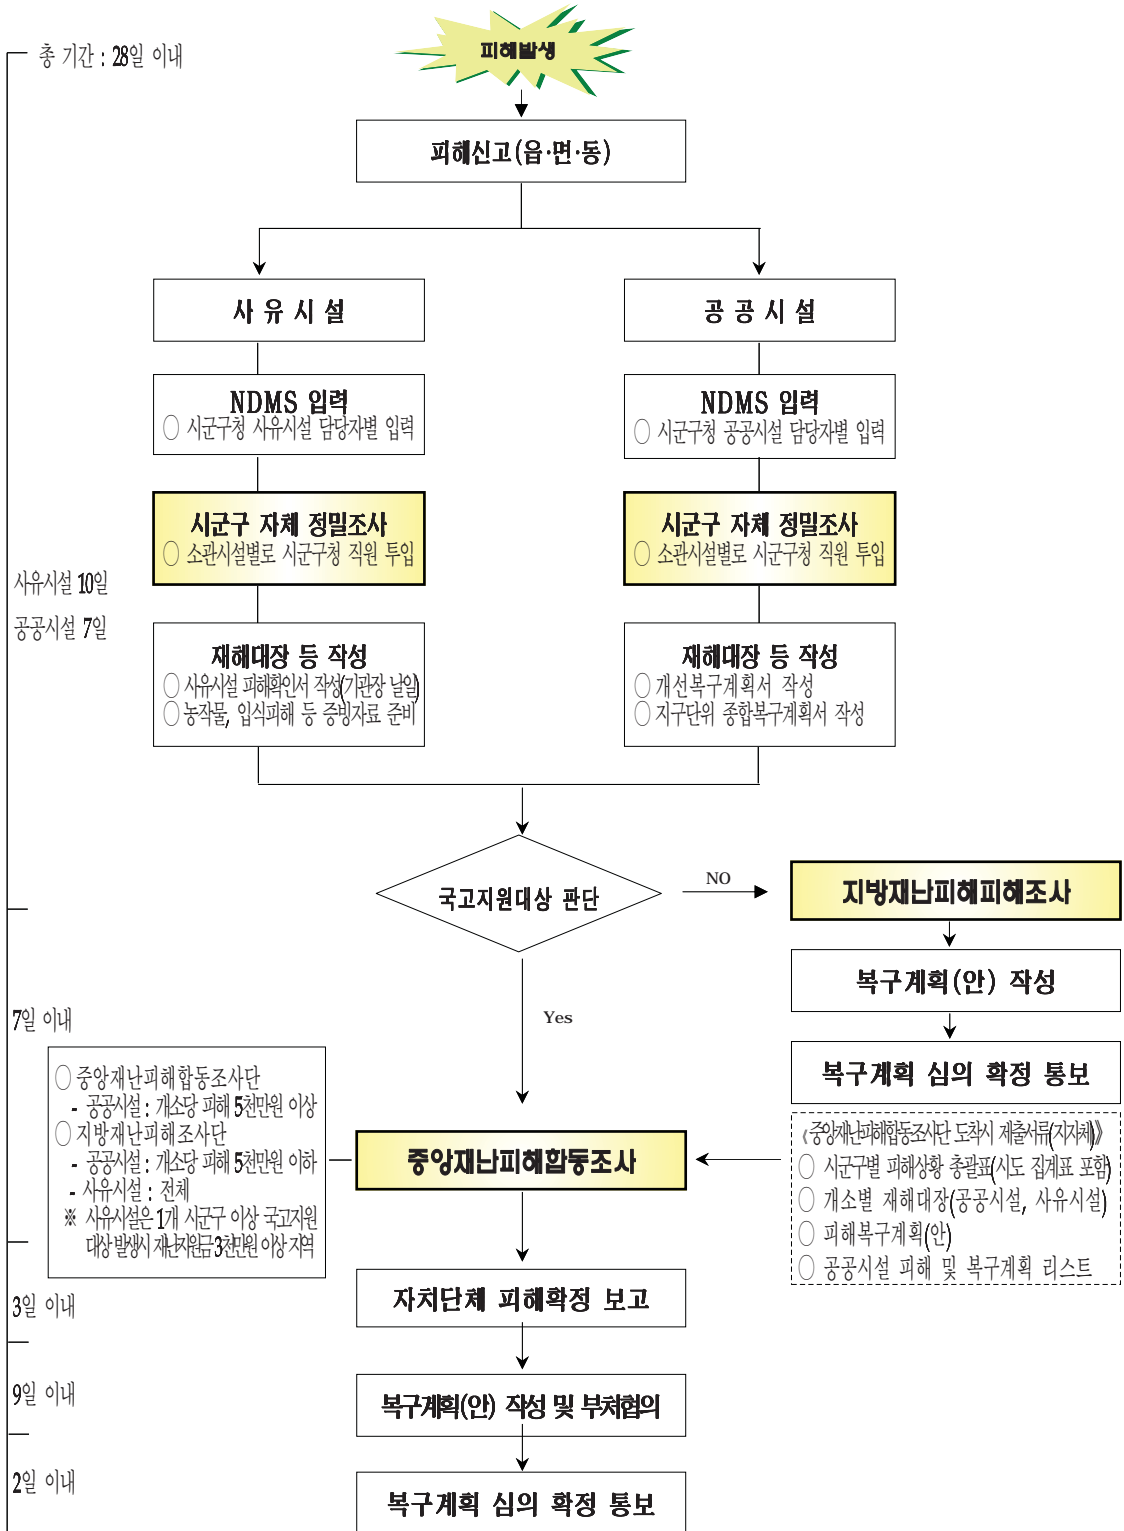 총 기간 : 28일 이내
피해발생
피해신고(읍·면·동)
사 유 시 설
공 공 시 설
NDMS 입력
○ 시군구청 사유시설 담당자별 입력
NDMS 입력
○ 시군구청 공공시설 담당자별 입력
시군구 자체 정밀조사
○ 소관시설별로 시군구청 직원 투입
시군구 자체 정밀조사
○ 소관시설별로 시군구청 직원 투입
사유시설 10일
공공시설 7일
재해대장 등 작성
○ 사유시설 피해확인서 작성(기관장 날인)
○ 농작물, 입식피해 등 증빙자료 준비
재해대장 등 작성
○ 개선복구계획서 작성
○ 지구단위 종합복구계획서 작성
국고지원대상 판단
NO
지방재난피해피해조사
복구계획(안) 작성
Yes
7일 이내
복구계획 심의 확정 통보
○ 중앙재난피해합동조사단
- 공공시설 : 개소당 피해 5천만원 이상
○ 지방재난피해조사단
- 공공시설 : 개소당 피해 5천만원 이하
- 사유시설 : 전체
※ 사유시설은 1개 시군구 이상 국고지원
대상 발생시 재난지원금 3천만원 이상 지역
중앙재난피해합동조사
《중앙재난피해합동조사단 도착시 제출서류(지자체)》
○ 시군구별 피해상황 총괄표(시도 집계표 포함)
○ 개소별 재해대장(공공시설, 사유시설)
○ 피해복구계획(안)
○ 공공시설 피해 및 복구계획 리스트
자치단체 피해확정 보고
3일 이내
복구계획(안) 작성 및 부처협의
9일 이내
복구계획 심의 확정 통보
2일 이내